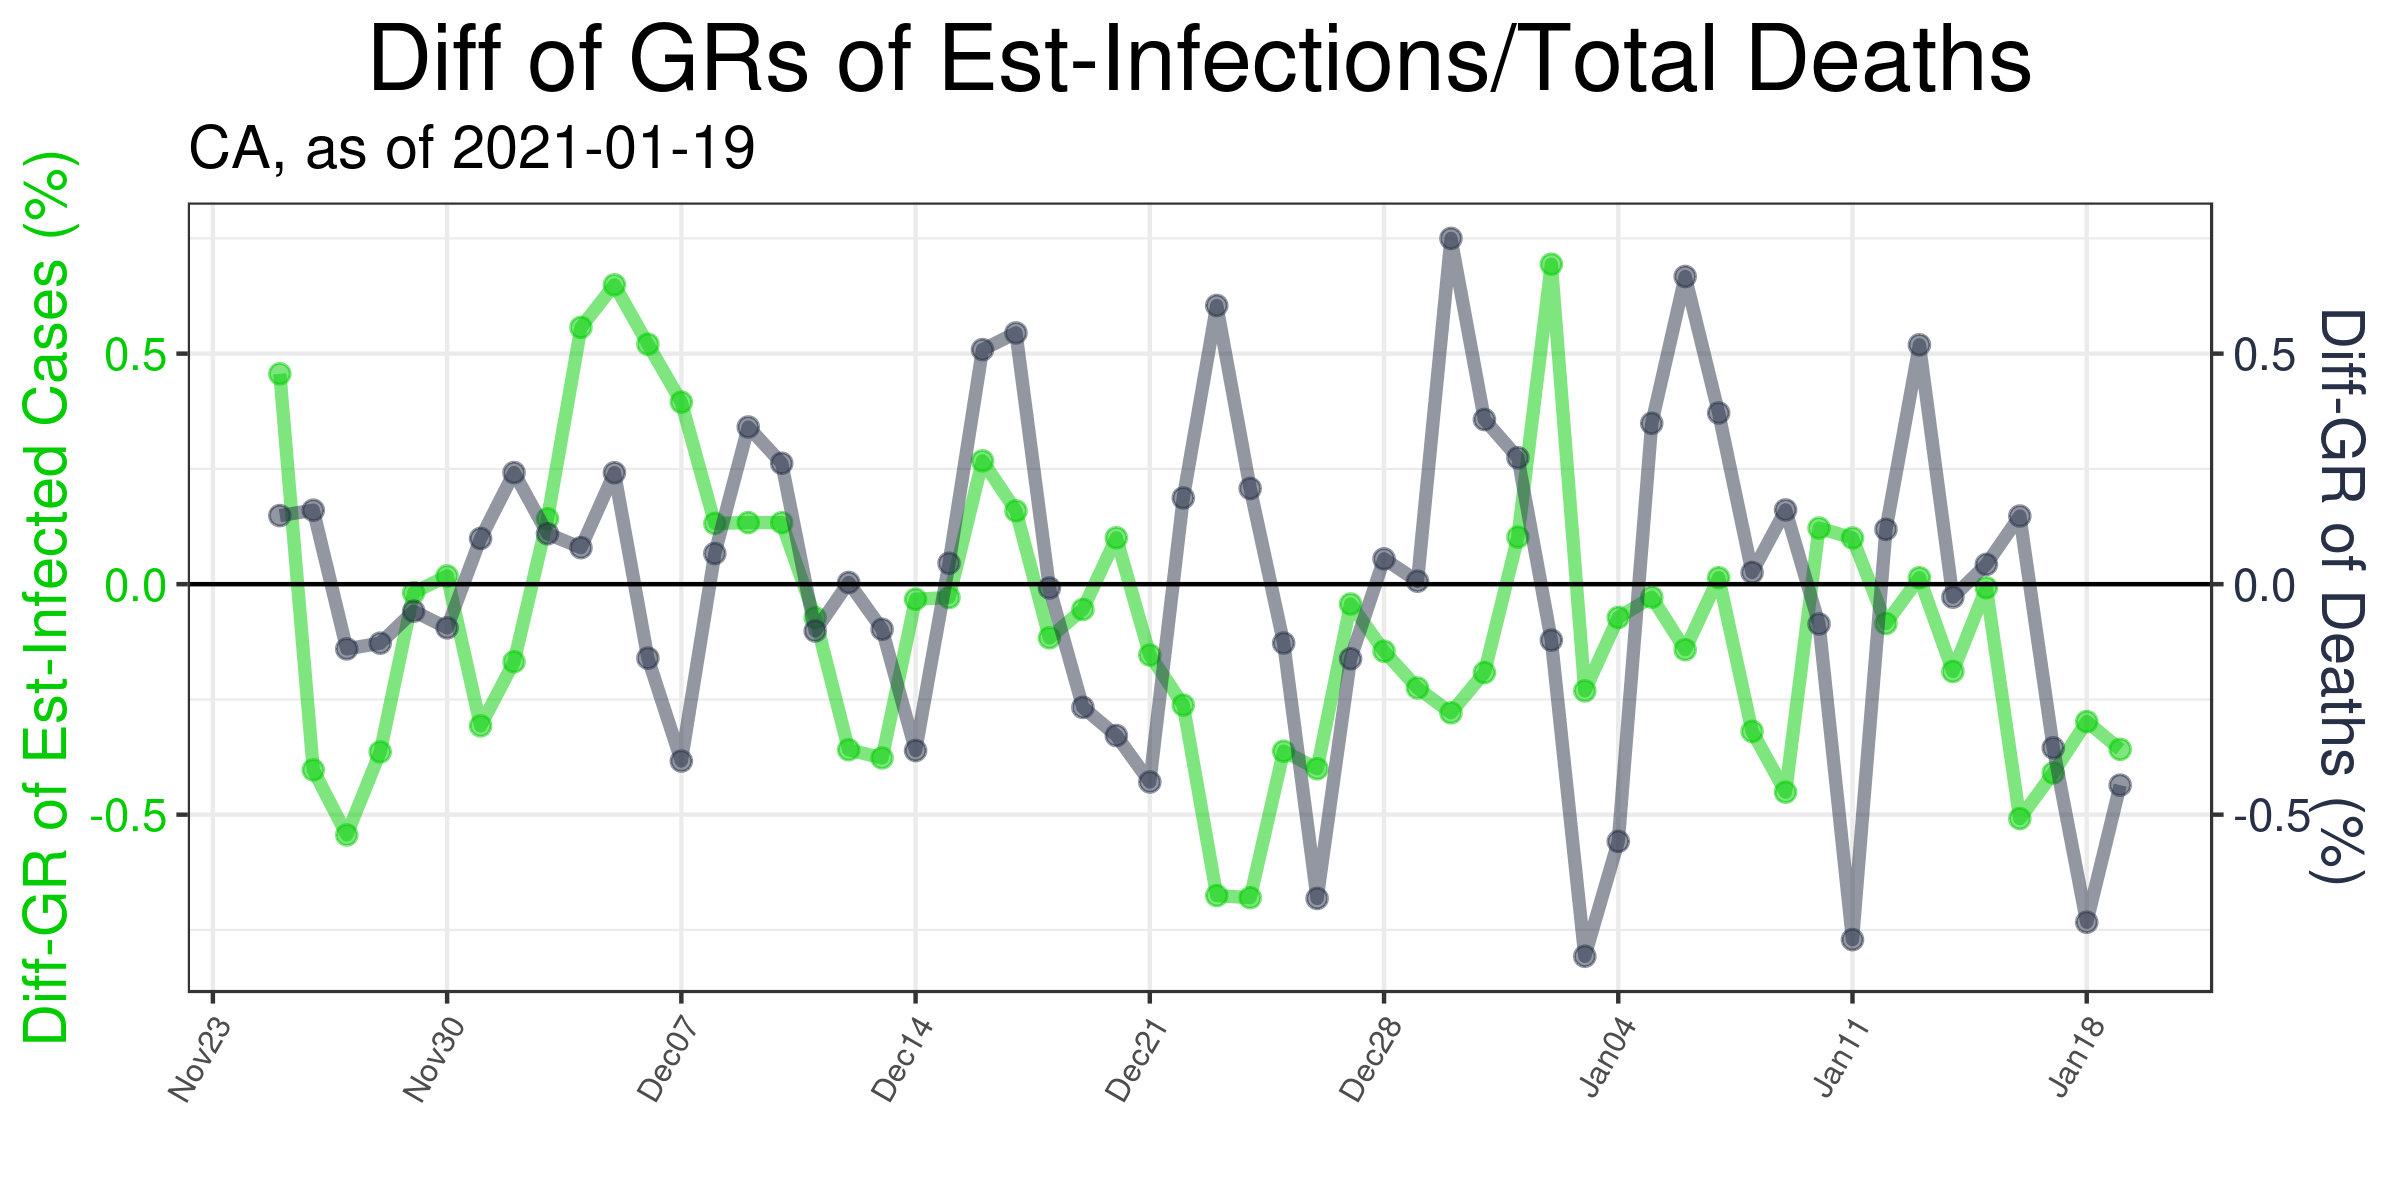 Diff of GRs of Est-Infections/Total Deaths
CA, as of 2021-01-19
Diff-GR of Est-Infected Cases (%)
0.5
0.0
-0.5
0.5
0.0
-0.5
Diff-GR of Deaths (%)
Nov23
Nov30
Dec07
Dec14
Dec21
Dec28
Jan04
Jan11
Jan18